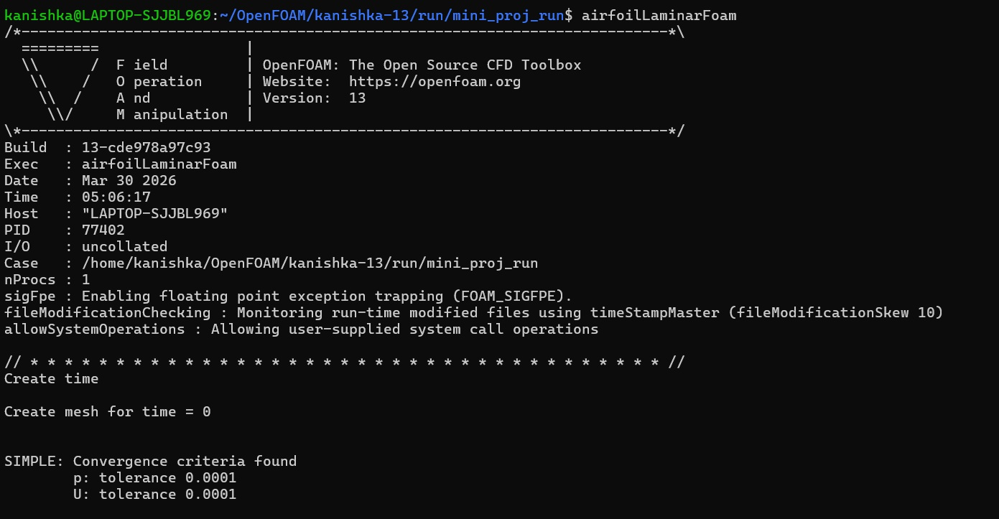 kanishka@LAPTOP-SJJBL969:~/OpenFOAM/kanishka-13/run/mini_proj_run$ airfoilLaminarFoam
/*---------------------------------------------------------------------------*\
  =========                 |
  \\      /  F ield         | OpenFOAM: The Open Source CFD Toolbox
   \\    /   O peration     | Website:  https://openfoam.org
    \\  /    A nd           | Version:  13
     \\/     M anipulation  |
\*---------------------------------------------------------------------------*/
Build  : 13-cde978a97c93
Exec   : airfoilLaminarFoam
Date   : Mar 30 2026
Time   : 05:06:17
Host   : "LAPTOP-SJJBL969"
PID    : 77402
I/O    : uncollated
Case   : /home/kanishka/OpenFOAM/kanishka-13/run/mini_proj_run
nProcs : 1
sigFpe : Enabling floating point exception trapping (FOAM_SIGFPE).
fileModificationChecking : Monitoring run-time modified files using timeStampMaster (fileModificationSkew 10)
allowSystemOperations : Allowing user-supplied system call operations

// * * * * * * * * * * * * * * * * * * * * * * * * * * * * * * * * * * * * * //
Create time

Create mesh for time = 0


SIMPLE: Convergence criteria found
        p: tolerance 0.0001
        U: tolerance 0.0001